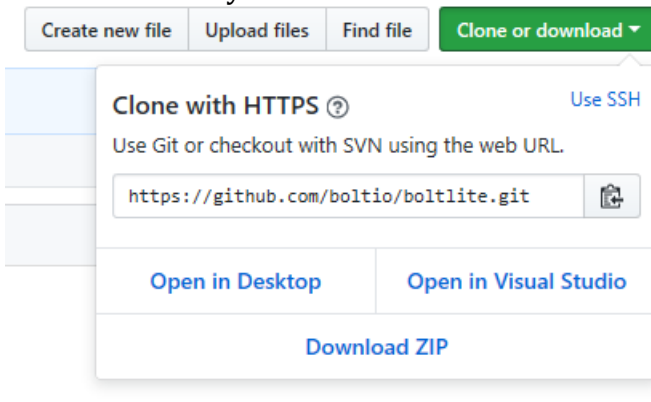 Create new file Upload files Find file Clone or download
Clone with HTTPS Use SSH
Use Git or checkout with SVN using the web URL.
https://github.com/boltio/boltlite.git
Open in Desktop Open in Visual Studio
Download ZIP